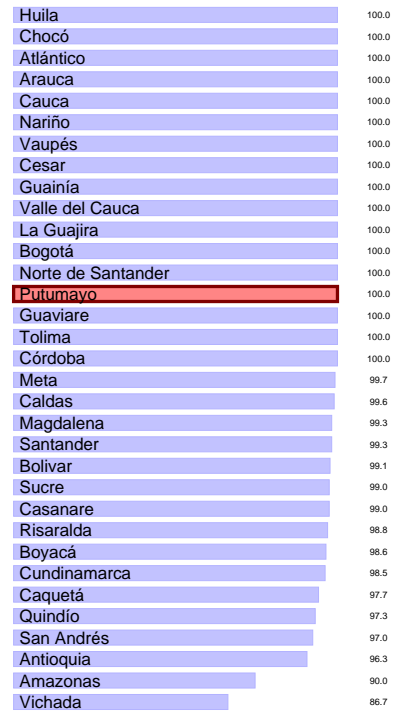 Huila 100.0
Chocó 100.0
Atlántico 100.0
Arauca 100.0
Cauca 100.0
Nariño 100.0
Vaupés 100.0
Cesar 100.0
Guainía 100.0
Valle del Cauca 100.0
La Guajira 100.0
Bogotá 100.0
Norte de Santander 100.0
Putumayo 100.0
Guaviare 100.0
Tolima 100.0
Córdoba 100.0
Meta 99.7
Caldas 99.6
Magdalena 99.3
Santander 99.3
Bolivar 99.1
Sucre 99.0
Casanare 99.0
Risaralda 98.8
Boyacá 98.6
Cundinamarca 98.5
Caquetá 97.7
Quindío 97.3
San Andrés 97.0
Antioquia 96.3
Amazonas 90.0
Vichada 86.7